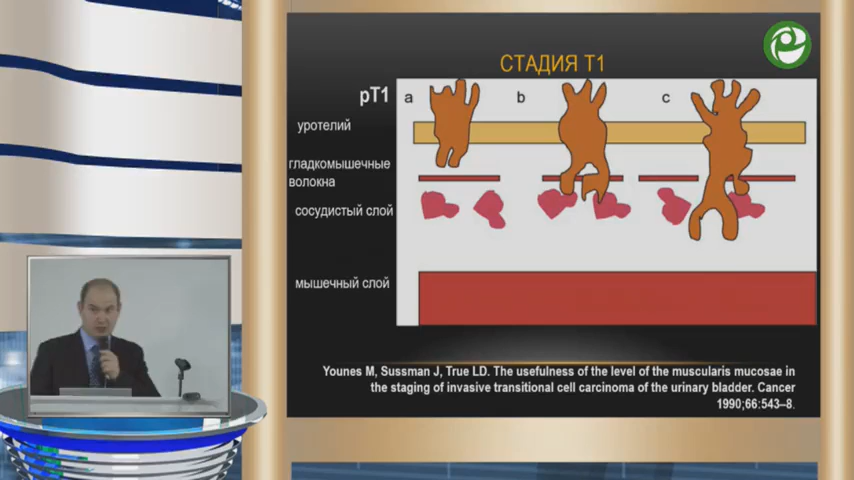 СТАДИЯ Т1
pT1
a
b
c
уротелий
гладкомышечные
волокна
сосудистый слой
мышечный слой
Younes M, Sussman J, True LD. The usefulness of the level of the muscularis mucosae in
the staging of invasive transitional cell carcinoma of the urinary bladder. Cancer
1990;66:543–8.